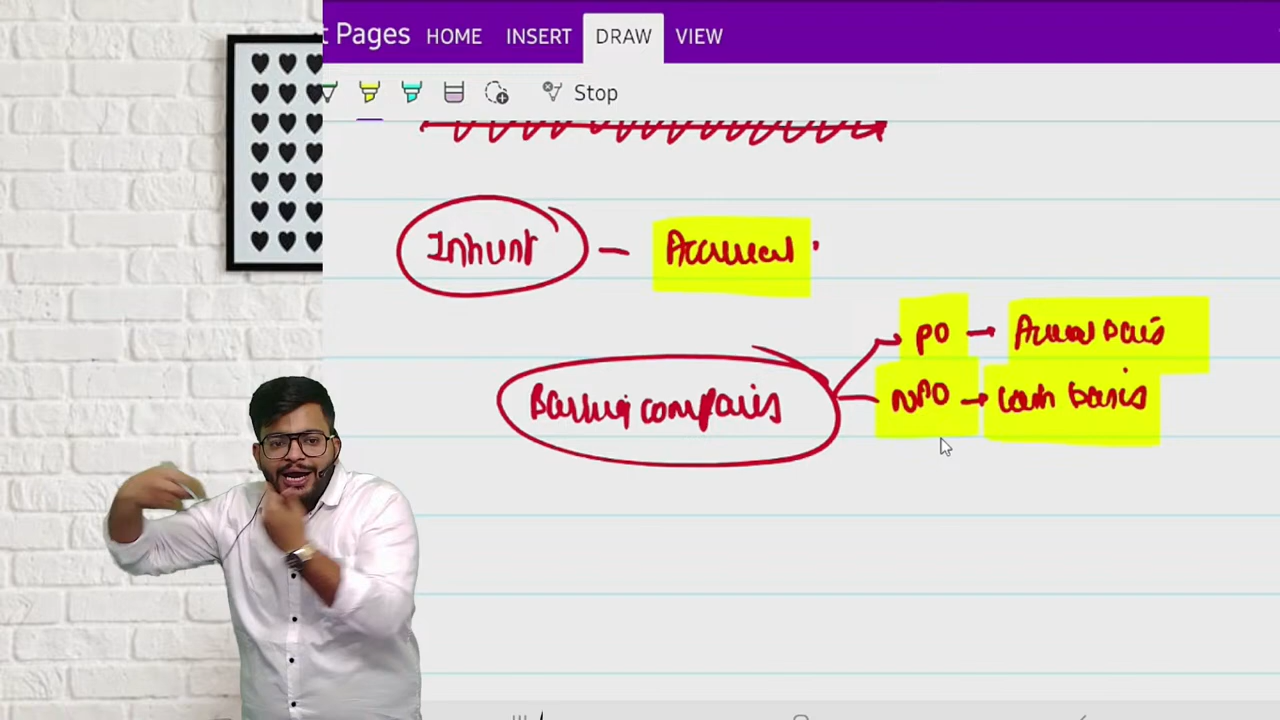 t Pages HOME INSERT DRAW VIEW
Stop
Interest - Accrual
PO → Accrual Basis
Banking companies
NPO → Cash Basis